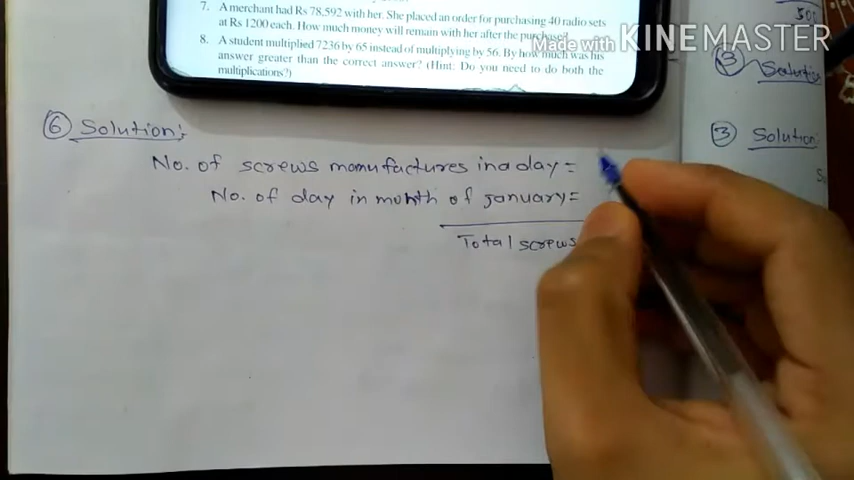 7. A merchant had Rs 78,592 with her. She placed an order for purchasing 40 radio sets
at Rs 1200 each. How much money will remain with her after the purchase?
8. A student multiplied 7236 by 65 instead of multiplying by 56. By how much was his
answer greater than the correct answer? (Hint: Do you need to do both the
multiplications?)
Made with KINEMASTER
⑥ Solution:
No. of screws manufactures in a day =
No. of day in month of january =
Total screws
③ Solution